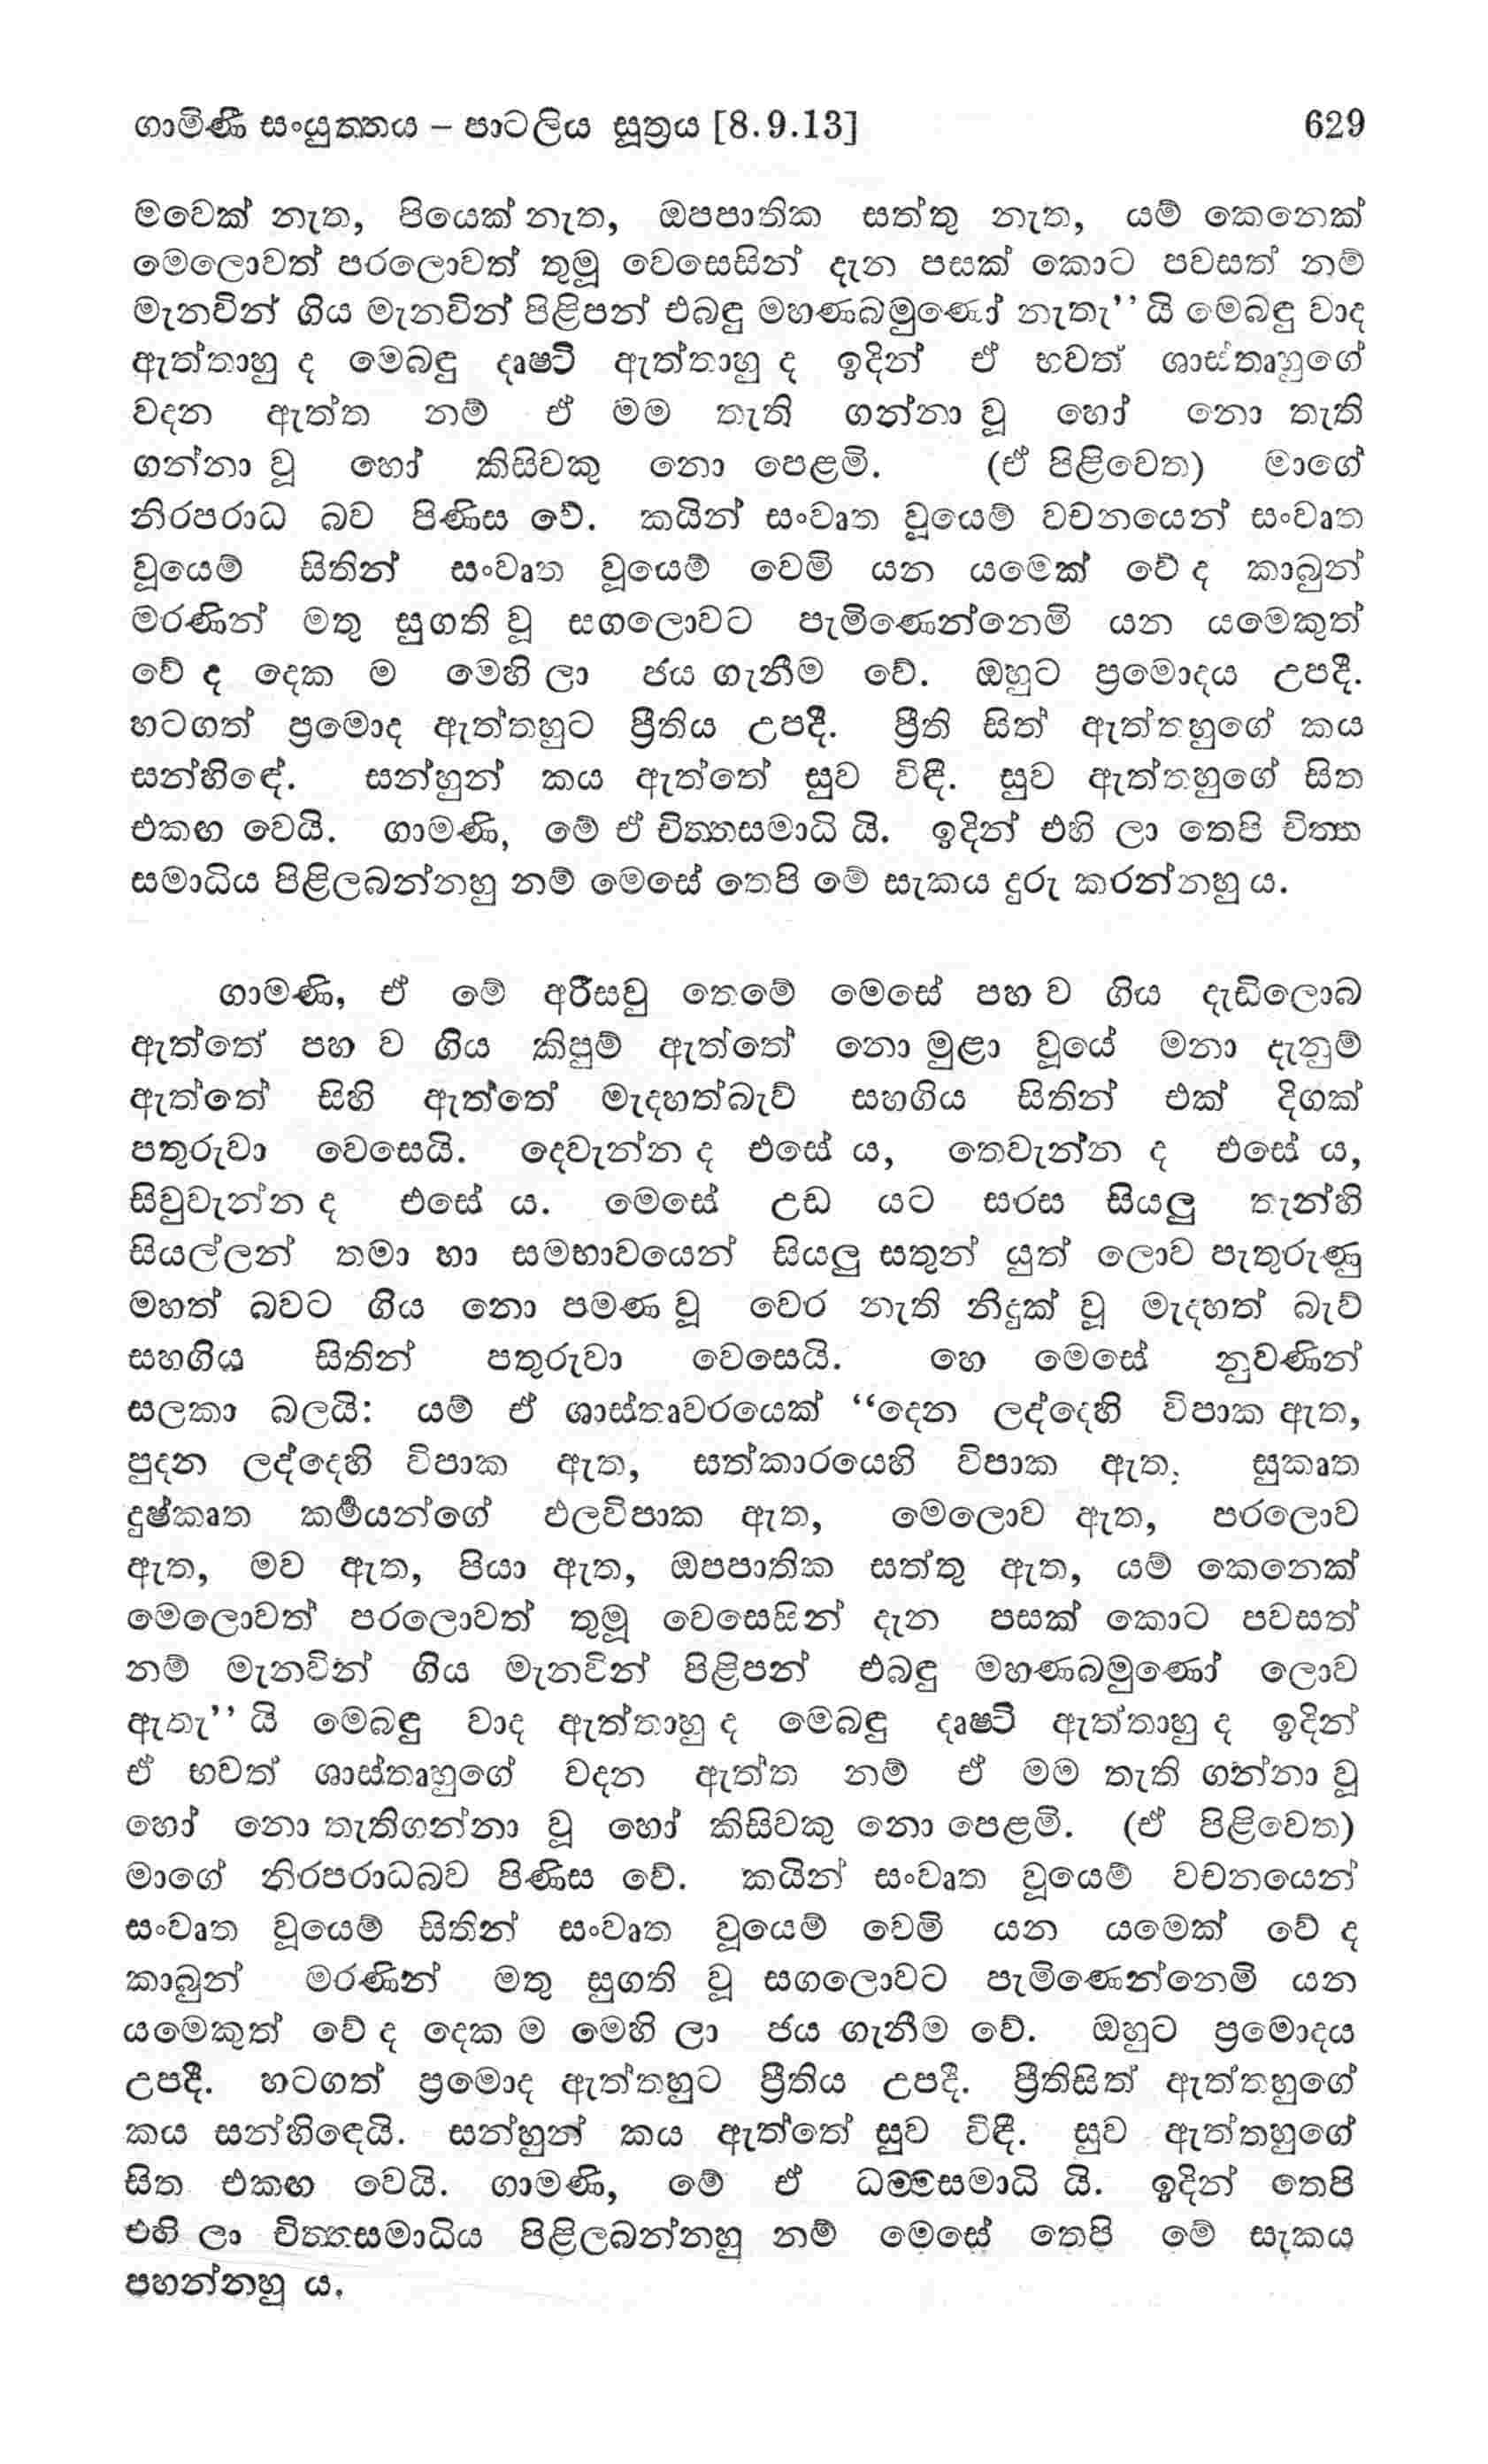 ගාමිණී සංයුත්තය – පාටලිය සූත්‍රය [8.9.13] 629
මවෙක් නැත, පියෙක් නැත, ඔපපාතික සත්තු නැත, යම් කෙනෙක්
මෙලොවත් පරලොවත් තුමූ වෙසෙසින් දැන පසක් කොට පවසත් නම්
මැනවින් ගිය මැනවින් පිළිපන් එබඳු මහණබමුණෝ නැතැ’’ යි මෙබඳු වාද
ඇත්තාහු ද මෙබඳු දෘෂ්ටි ඇත්තාහු ද ඉදින් ඒ භවත් ශාස්තෘහුගේ
වදන ඇත්ත නම් ඒ මම තැති ගන්නා වූ හෝ නො තැති
ගන්නා වූ හෝ කිසිවකු නො පෙළමි. (ඒ පිළිවෙත) මාගේ
නිරපරාධ බව පිණිස වේ. කයින් සංවෘත වූයෙම් වචනයෙන් සංවෘත
වූයෙම් සිතින් සංවෘත වූයෙම් වෙමි යන යමෙක් වේ ද කාබුන්
මරණින් මතු සුගති වූ සගලොවට පැමිණෙන්නෙමි යන යමෙකුත්
වේ ද දෙක ම මෙහි ලා ජය ගැනීම වේ. ඔහුට ප්‍රමොදය උපදී.
හටගත් ප්‍රමොද ඇත්තහුට ප්‍රීතිය උපදී. ප්‍රීති සිත් ඇත්තහුගේ කය
සන්හිඳේ. සන්හුන් කය ඇත්තේ සුව විඳී. සුව ඇත්තහුගේ සිත
එකඟ වෙයි. ගාමණි, මේ ඒ චිත්තසමාධි යි. ඉදින් එහි ලා තෙපි චිත්ත
සමාධිය පිළිලබන්නහු නම් මෙසේ තෙපි මේ සැකය දුරු කරන්නහු ය.
ගාමණි, ඒ මේ අරිසව් තෙමේ මෙසේ පහ ව ගිය දැඩිලොබ
ඇත්තේ පහ ව ගිය කිපුම් ඇත්තේ නො මුළා වූයේ මනා දැනුම්
ඇත්තේ සිහි ඇත්තේ මැදහත්බැව් සහගිය සිතින් එක් දිගක්
පතුරුවා වෙසෙයි. දෙවැන්න ද එසේ ය, තෙවැන්න ද එසේ ය,
සිවුවැන්න ද එසේ ය. මෙසේ උඩ යට සරස සියලු තැන්හි
සියල්ලන් තමා හා සමභාවයෙන් සියලු සතුන් යුත් ලොව පැතුරුණු
මහත් බවට ගිය නො පමණ වූ වෙර නැති නිදුක් වූ මැදහත් බැව්
සහගිය සිතින් පතුරුවා වෙසෙයි. හෙ මෙසේ නුවණින්
සලකා බලයි: යම් ඒ ශාස්තෘවරයෙක් ‘‘දෙන ලද්දෙහි විපාක ඇත,
පුදන ලද්දෙහි විපාක ඇත, සත්කාරයෙහි විපාක ඇත, සුකෘත
දුෂ්කෘත කර්‍මයන්ගේ ඵලවිපාක ඇත, මෙලොව ඇත, පරලොව
ඇත, මව ඇත, පියා ඇත, ඔපපාතික සත්තු ඇත, යම් කෙනෙක්
මෙලොවත් පරලොවත් තුමූ වෙසෙසින් දැන පසක් කොට පවසත්
නම් මැනවින් ගිය මැනවින් පිළිපන් එබඳු මහණබමුණෝ ලොව
ඇතැ’’ යි මෙබඳු වාද ඇත්තාහු ද මෙබඳු දෘෂ්ටි ඇත්තාහු ද ඉදින්
ඒ භවත් ශාස්තෘහුගේ වදන ඇත්ත නම් ඒ මම තැති ගන්නා වූ
හෝ නො තැතිගන්නා වූ හෝ කිසිවකු නො පෙළමි. (ඒ පිළිවෙත)
මාගේ නිරපරාධබව පිණිස වේ. කයින් සංවෘත වූයෙම් වචනයෙන්
සංවෘත වූයෙම් සිතින් සංවෘත වූයෙම් වෙමි යන යමෙක් වේ ද
කාබුන් මරණින් මතු සුගති වූ සගලොවට පැමිණෙන්නෙමි යන
යමෙකුත් වේ ද දෙක ම මෙහි ලා ජය ගැනීම වේ. ඔහුට ප්‍රමොදය
උපදී. හටගත් ප්‍රමොද ඇත්තහුට ප්‍රීතිය උපදී. ප්‍රීතිසිත් ඇත්තහුගේ
කය සන්හිඳෙයි. සන්හුන් කය ඇත්තේ සුව විඳී. සුව ඇත්තහුගේ
සිත එකඟ වෙයි. ගාමණි, මේ ඒ ධම්මසමාධි යි. ඉදින් තෙපි
එහි ලා චිත්තසමාධිය පිළිලබන්නහු නම් මෙසේ තෙපි මේ සැකය
පහන්නහු ය.